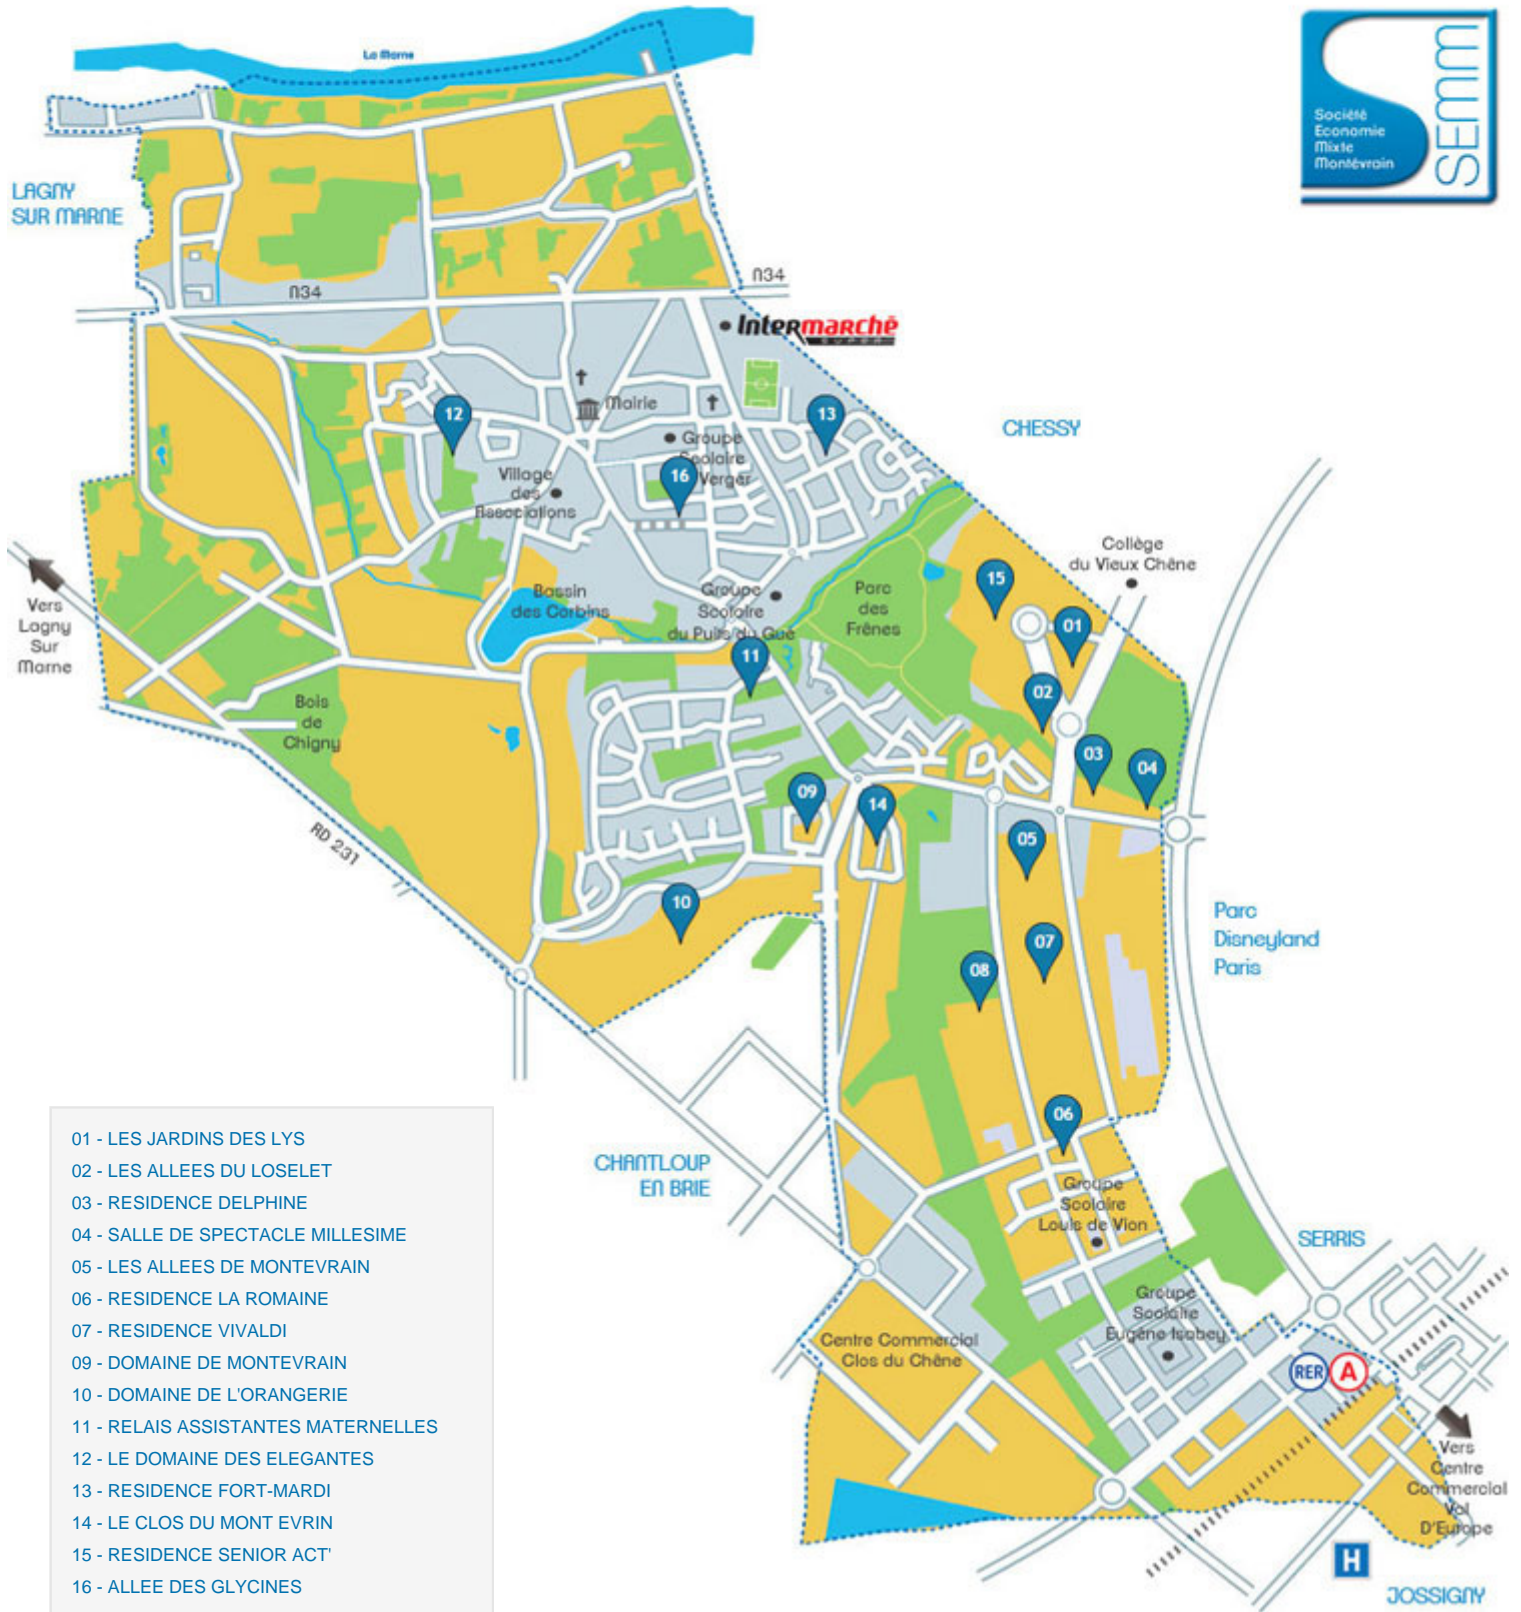 La Marne
Société
Economie
Mixte
Montévrain
SEMM
LAGNY
SUR MARNE
N34
N34
Intermarché
SUPER
Mairie
12
13
CHESSY
Groupe
Scolaire
Verger
16
Village
des
Associations
Collège
du Vieux Chêne
15
Vers
Lagny
Sur
Marne
Bassin
des Corbins
Groupe
Scolaire
du Puits du Gué
Parc
des
Frênes
01
11
02
Bois
de
Chigny
03
04
09
14
RD 231
05
10
07
08
Parc
Disneyland
Paris
06
CHANTLOUP
EN BRIE
Groupe
Scolaire
Louis de Vion
SERRIS
Groupe
Scolaire
Eugène Isabey
Centre Commercial
Clos du Chêne
RER A
Vers
Centre
Commercial
Val
D'Europe
H
JOSSIGNY
01 - LES JARDINS DES LYS
02 - LES ALLEES DU LOSELET
03 - RESIDENCE DELPHINE
04 - SALLE DE SPECTACLE MILLESIME
05 - LES ALLEES DE MONTEVRAIN
06 - RESIDENCE LA ROMAINE
07 - RESIDENCE VIVALDI
09 - DOMAINE DE MONTEVRAIN
10 - DOMAINE DE L'ORANGERIE
11 - RELAIS ASSISTANTES MATERNELLES
12 - LE DOMAINE DES ELEGANTES
13 - RESIDENCE FORT-MARDI
14 - LE CLOS DU MONT EVRIN
15 - RESIDENCE SENIOR ACT'
16 - ALLEE DES GLYCINES